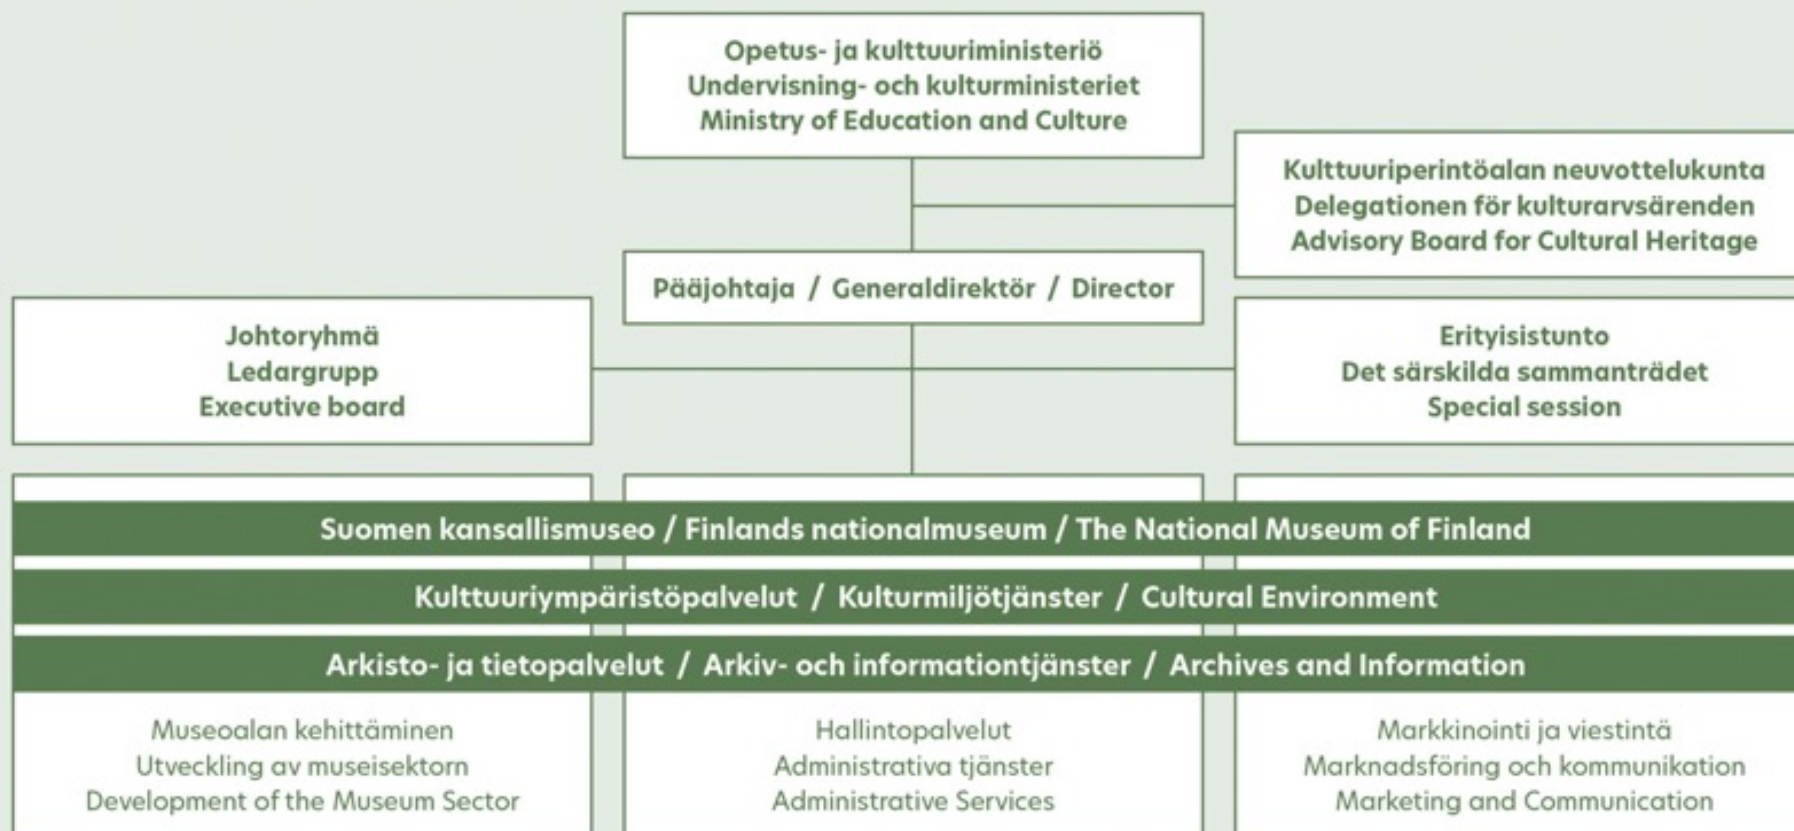 Opetus- ja kulttuuriministeriö
Undervisning- och kulturministeriet
Ministry of Education and Culture
Kulttuuriperintöalan neuvottelukunta
Delegationen för kulturarvsärenden
Advisory Board for Cultural Heritage
Pääjohtaja / Generaldirektör / Director
Johtoryhmä
Ledargrupp
Executive board
Erityisistunto
Det särskilda sammanträdet
Special session
Suomen kansallismuseo / Finlands nationalmuseum / The National Museum of Finland
Kulttuuriympäristöpalvelut / Kulturmiljötjänster / Cultural Environment
Arkisto- ja tietopalvelut / Arkiv- och informationtjänster / Archives and Information
Museoalan kehittäminen
Utveckling av museisektorn
Development of the Museum Sector
Hallintopalvelut
Administrativa tjänster
Administrative Services
Markkinointi ja viestintä
Marknadsföring och kommunikation
Marketing and Communication